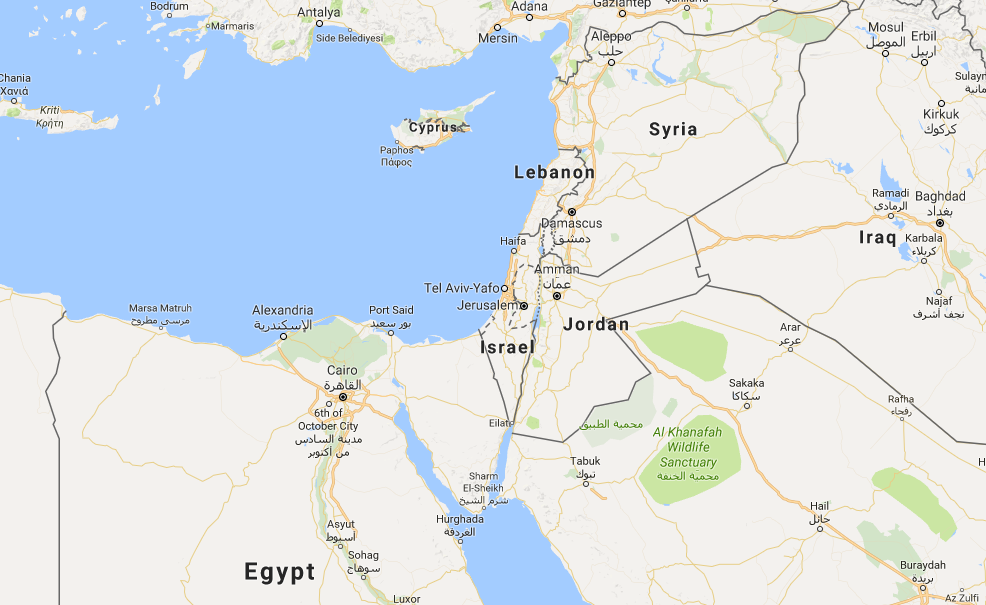 Bodrum
Marmaris
Antalya
Side Belediyesi
Adana
Mersin
Gaziantep
Aleppo
حلب
Mosul
الموصل
Erbil
اربيل
Chania
Χανιά
Kriti
Κρήτη
Cyprus
Paphos
Πάφος
Syria
Kirkuk
كركوك
Lebanon
Damascus
دمشق
Ramadi
الرمادي
Baghdad
بغداد
Iraq
Karbala
كربلاء
Haifa
Amman
عمان
Tel Aviv-Yafo
Jerusalem
Najaf
نجف أشرف
Marsa Matruh
مرسى مطروح
Alexandria
الإسكندرية
Port Said
بور سعيد
Jordan
Israel
Arar
عرعر
Cairo
القاهرة
6th of
October City
مدينة السادس
من أكتوبر
Sakaka
سكاكا
Rafha
رفحاء
Eilat
محمية الطبيق
Al Khanafah
Wildlife
Sanctuary
محمية الخنفة
Tabuk
تبوك
Sharm
El-Sheikh
شرم الشيخ
Hail
حائل
Hurghada
الغردقة
Asyut
أسيوط
Sohag
سوهاج
Egypt
Luxor
Buraydah
بريدة
Az Zulfi